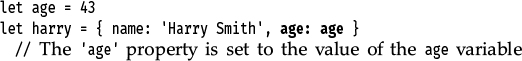 let age = 43
let harry = { name: 'Harry Smith', age: age }
// The 'age' property is set to the value of the age variable